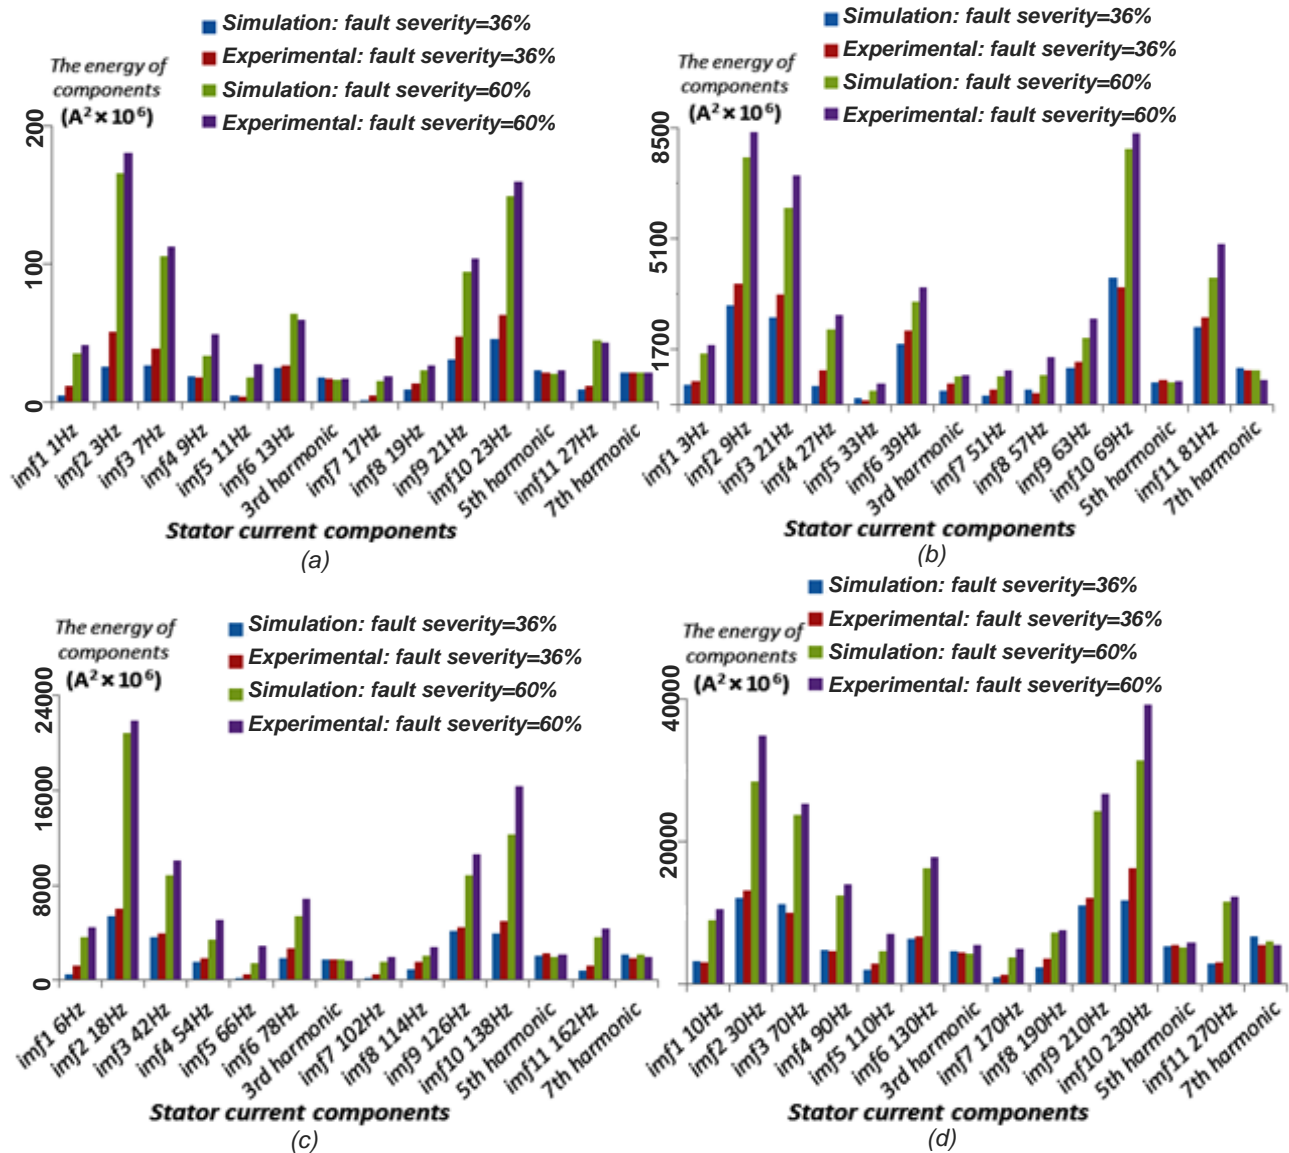 Simulation: fault severity=36%
Experimental: fault severity=36%
Simulation: fault severity=60%
Experimental: fault severity=60%
The energy of
components
(A² × 10⁶)
200
100
0
imf1 1Hz
imf2 3Hz
imf3 7Hz
imf4 9Hz
imf5 11Hz
imf6 13Hz
3rd harmonic
imf7 17Hz
imf8 19Hz
imf9 21Hz
imf10 23Hz
5th harmonic
imf11 27Hz
7th harmonic
Stator current components
(a)
Simulation: fault severity=36%
Experimental: fault severity=36%
Simulation: fault severity=60%
Experimental: fault severity=60%
The energy of
components
(A² × 10⁶)
8500
5100
1700
imf1 3Hz
imf2 9Hz
imf3 21Hz
imf4 27Hz
imf5 33Hz
imf6 39Hz
3rd harmonic
imf7 51Hz
imf8 57Hz
imf9 63Hz
imf10 69Hz
5th harmonic
imf11 81Hz
7th harmonic
Stator current components
(b)
Simulation: fault severity=36%
Experimental: fault severity=36%
Simulation: fault severity=60%
Experimental: fault severity=60%
The energy of
components
(A² × 10⁶)
24000
16000
8000
0
imf1 6Hz
imf2 18Hz
imf3 42Hz
imf4 54Hz
imf5 66Hz
imf6 78Hz
3rd harmonic
imf7 102Hz
imf8 114Hz
imf9 126Hz
imf10 138Hz
5th harmonic
imf11 162Hz
7th harmonic
Stator current components
(c)
Simulation: fault severity=36%
Experimental: fault severity=36%
Simulation: fault severity=60%
Experimental: fault severity=60%
The energy of
components
(A² × 10⁶)
40000
20000
imf1 10Hz
imf2 30Hz
imf3 70Hz
imf4 90Hz
imf5 110Hz
imf6 130Hz
3rd harmonic
imf7 170Hz
imf8 190Hz
imf9 210Hz
imf10 230Hz
5th harmonic
imf11 270Hz
7th harmonic
Stator current components
(d)